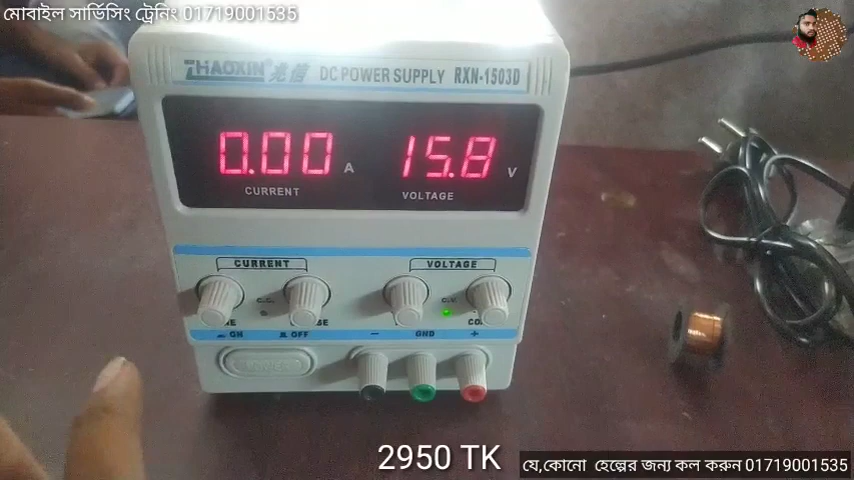 মোবাইল সার্ভিসিং ট্রেনিং 01719001535
ZHAOXIN® 兆信 DC POWER SUPPLY RXN-1503D
0.00 A 15.8 V
CURRENT VOLTAGE
CURRENT VOLTAGE
C.C. C.V.
ON OFF - GND +
POWER
2950 TK
যে,কোনো হেল্পের জন্য কল করুন 01719001535